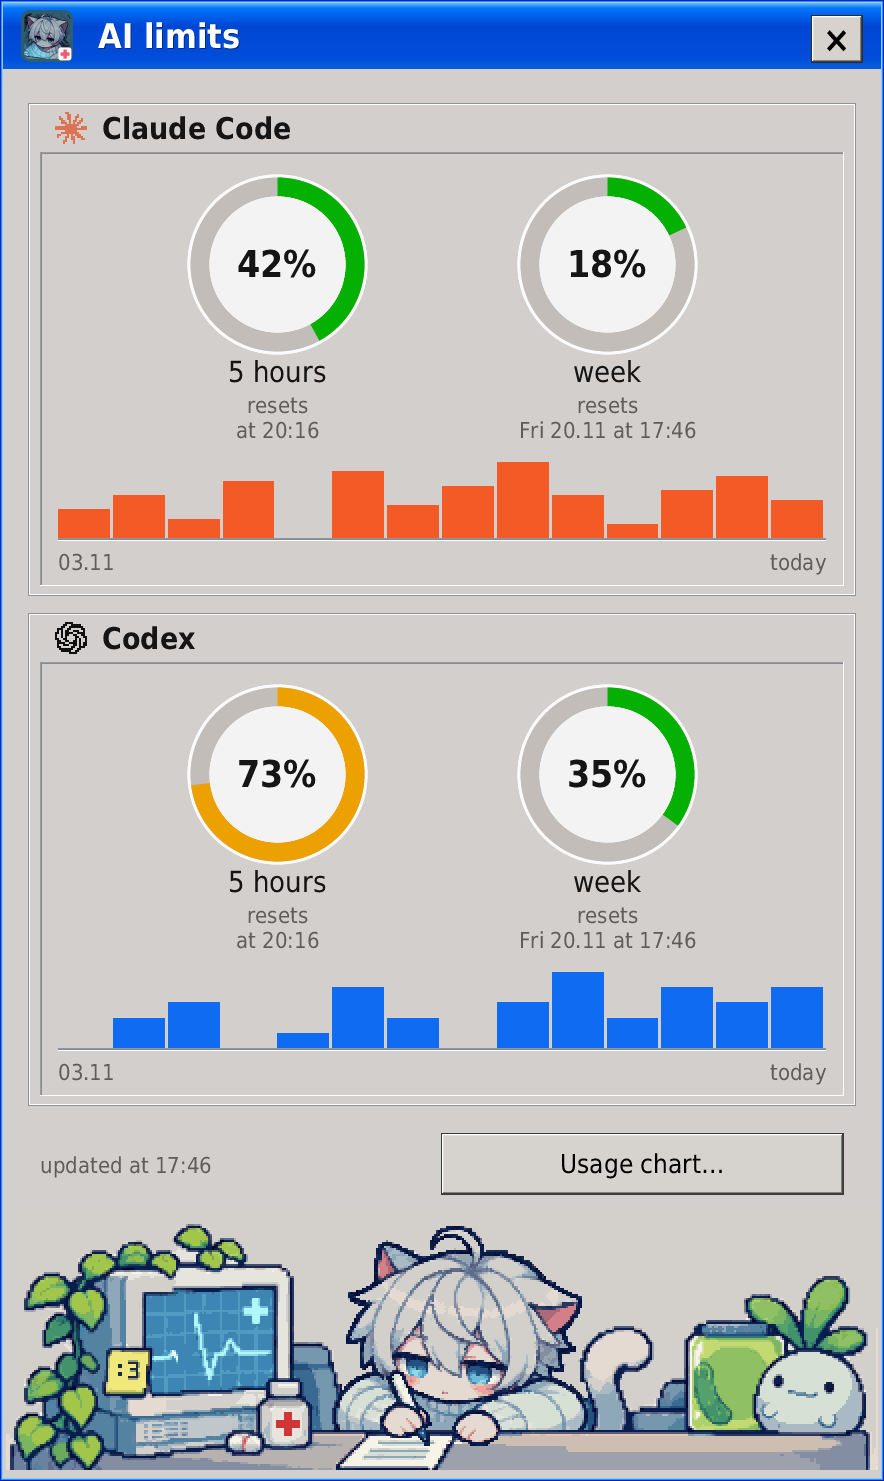 AI limits
Claude Code
42%
18%
5 hours
week
resets
at 20:16
resets
Fri 20.11 at 17:46
03.11
today
Codex
73%
35%
5 hours
week
resets
at 20:16
resets
Fri 20.11 at 17:46
03.11
today
updated at 17:46
Usage chart...
:3